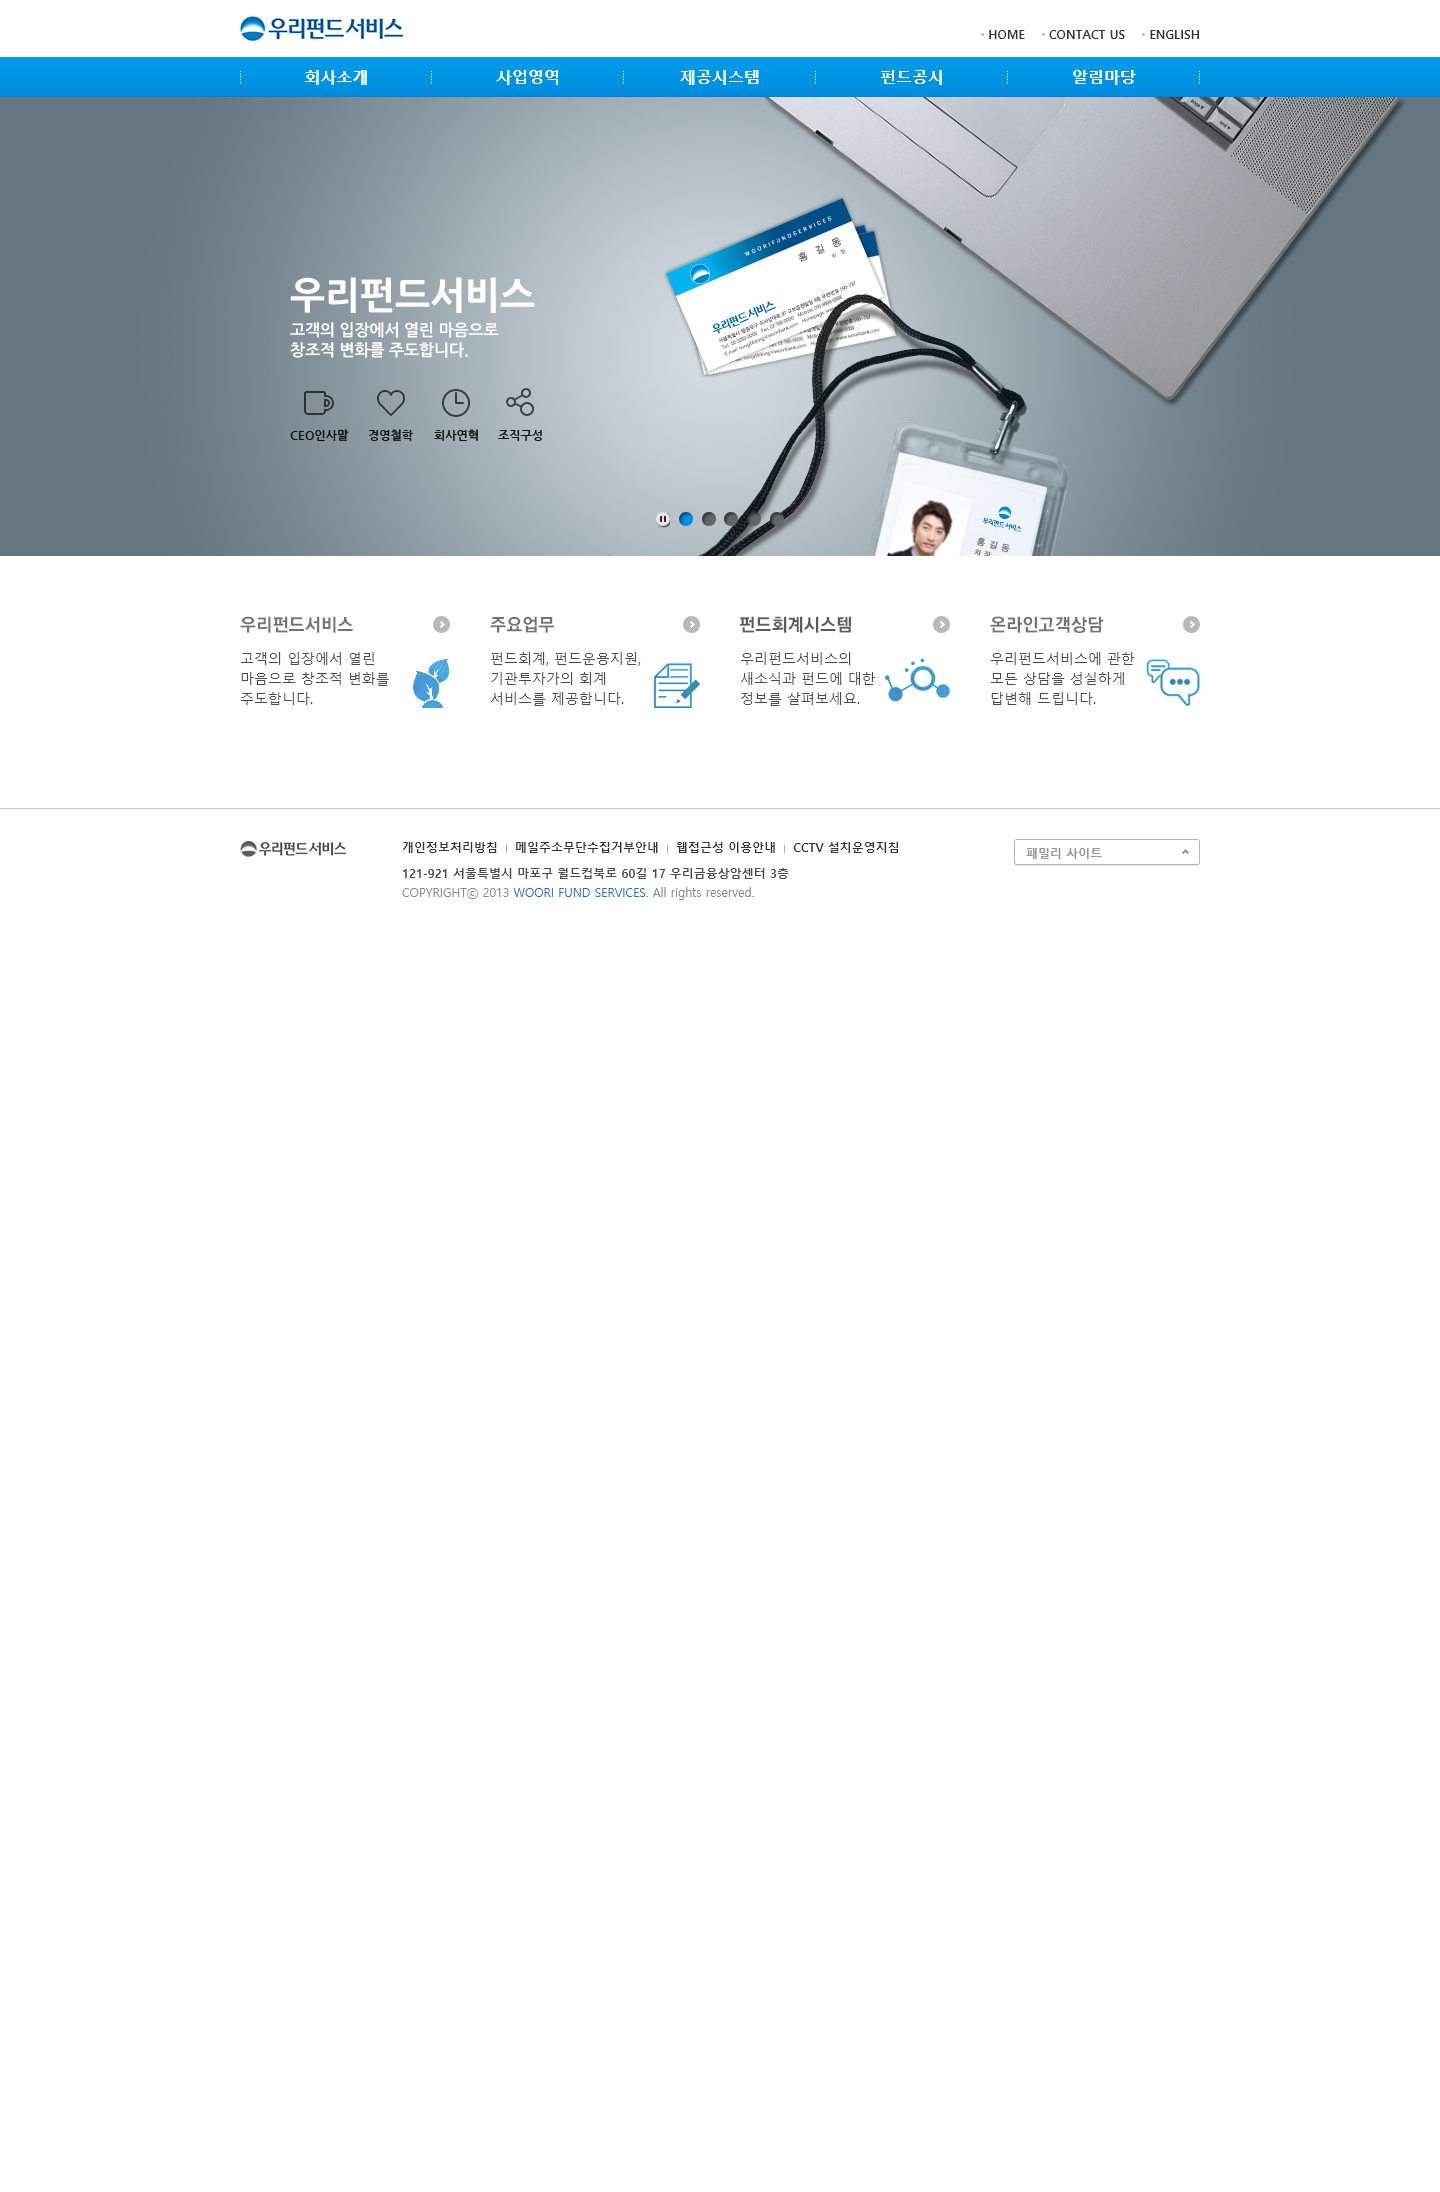 우리펀드서비스
HOME
CONTACT US
ENGLISH
회사소개
사업영역
제공시스템
펀드공시
알림마당
WOORIFUNDSERVICES
홍 길 동
차 장
우리펀드서비스
우리펀드서비스
고객의 입장에서 열린 마음으로
창조적 변화를 주도합니다.
CEO인사말
경영철학
회사연혁
조직구성
우리펀드서비스
홍 길 동
차 장
우리펀드서비스
고객의 입장에서 열린
마음으로 창조적 변화를
주도합니다.
주요업무
펀드회계, 펀드운용지원,
기관투자가의 회계
서비스를 제공합니다.
펀드회계시스템
우리펀드서비스의
새소식과 펀드에 대한
정보를 살펴보세요.
온라인고객상담
우리펀드서비스에 관한
모든 상담을 성실하게
답변해 드립니다.
우리펀드서비스
개인정보처리방침
메일주소무단수집거부안내
웹접근성 이용안내
CCTV 설치운영지침
패밀리 사이트
121-921 서울특별시 마포구 월드컵북로 60길 17 우리금융상암센터 3층
COPYRIGHTⓒ 2013 WOORI FUND SERVICES. All rights reserved.